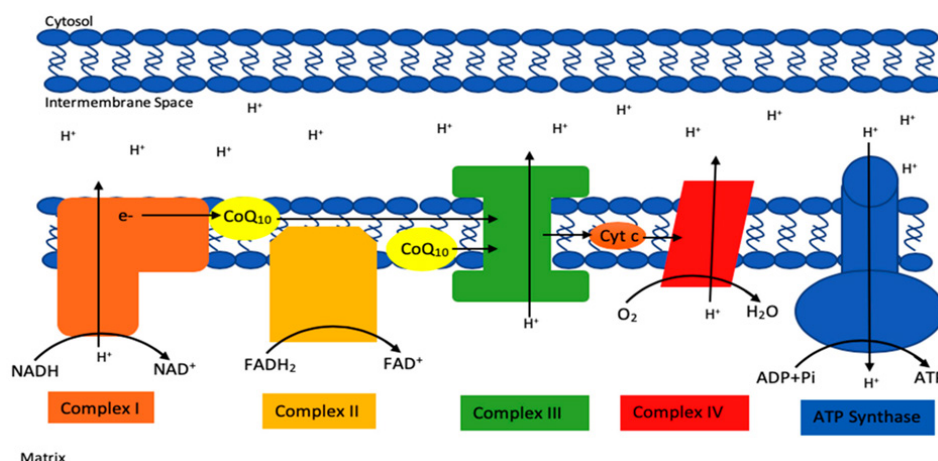 Cytosol
Intermembrane Space
H⁺ H⁺ H⁺
H⁺ H⁺ H⁺ H⁺ H⁺ H⁺ H⁺
H⁺ H⁺
H⁺
e-
CoQ₁₀
CoQ₁₀
Cyt c
O₂ H⁺ H₂O
H⁺
NADH H⁺ NAD⁺
FADH₂ FAD⁺
ADP+Pi H⁺
Complex I
Complex II
Complex III
Complex IV
ATP Synthase
Matrix